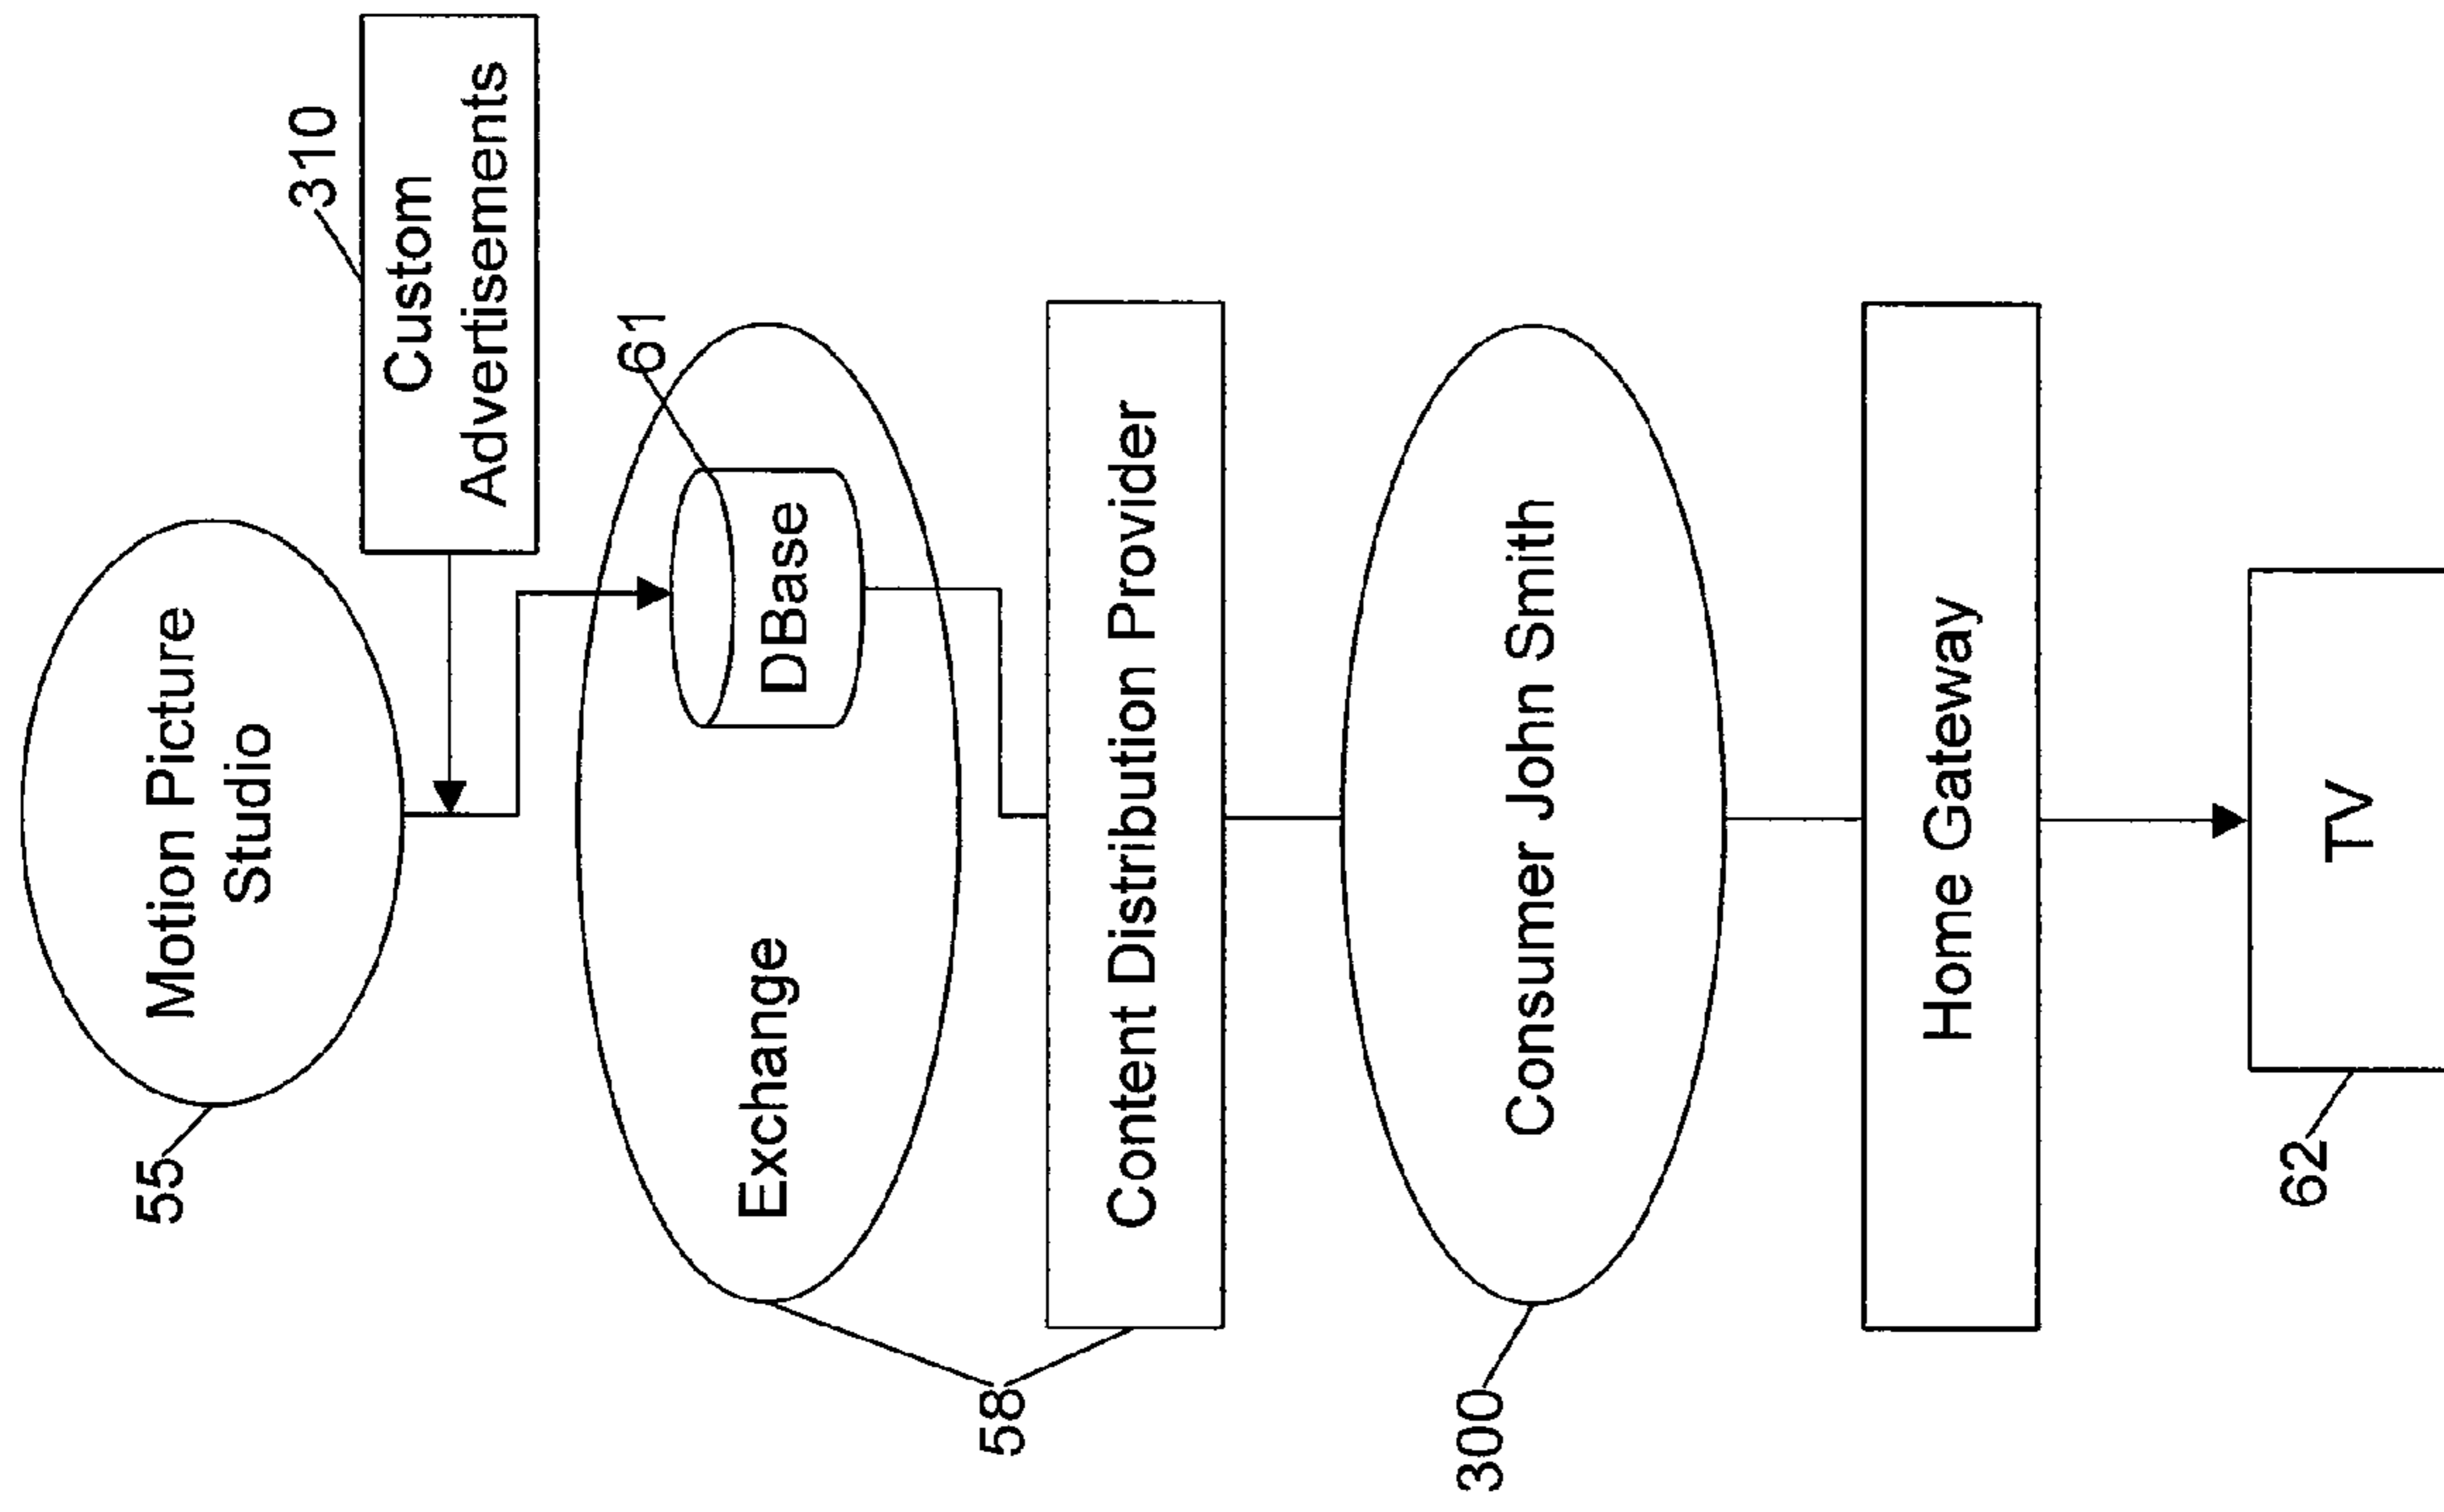 55
Motion Picture
Studio
310
Custom
Advertisements
61
Exchange
DBase
58
Content Distribution Provider
300
Consumer John Smith
Home Gateway
62
TV